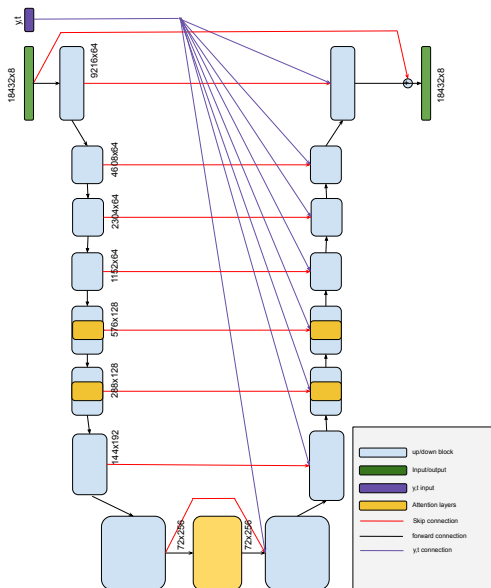 y,t
18432x8
9216x64
18432x8
4608x64
2304x64
1152x64
576x128
288x128
144x192
72x256
72x256
up/down block
Input/output
y,t input
Attention layers
Skip connection
forward connection
y,t connection